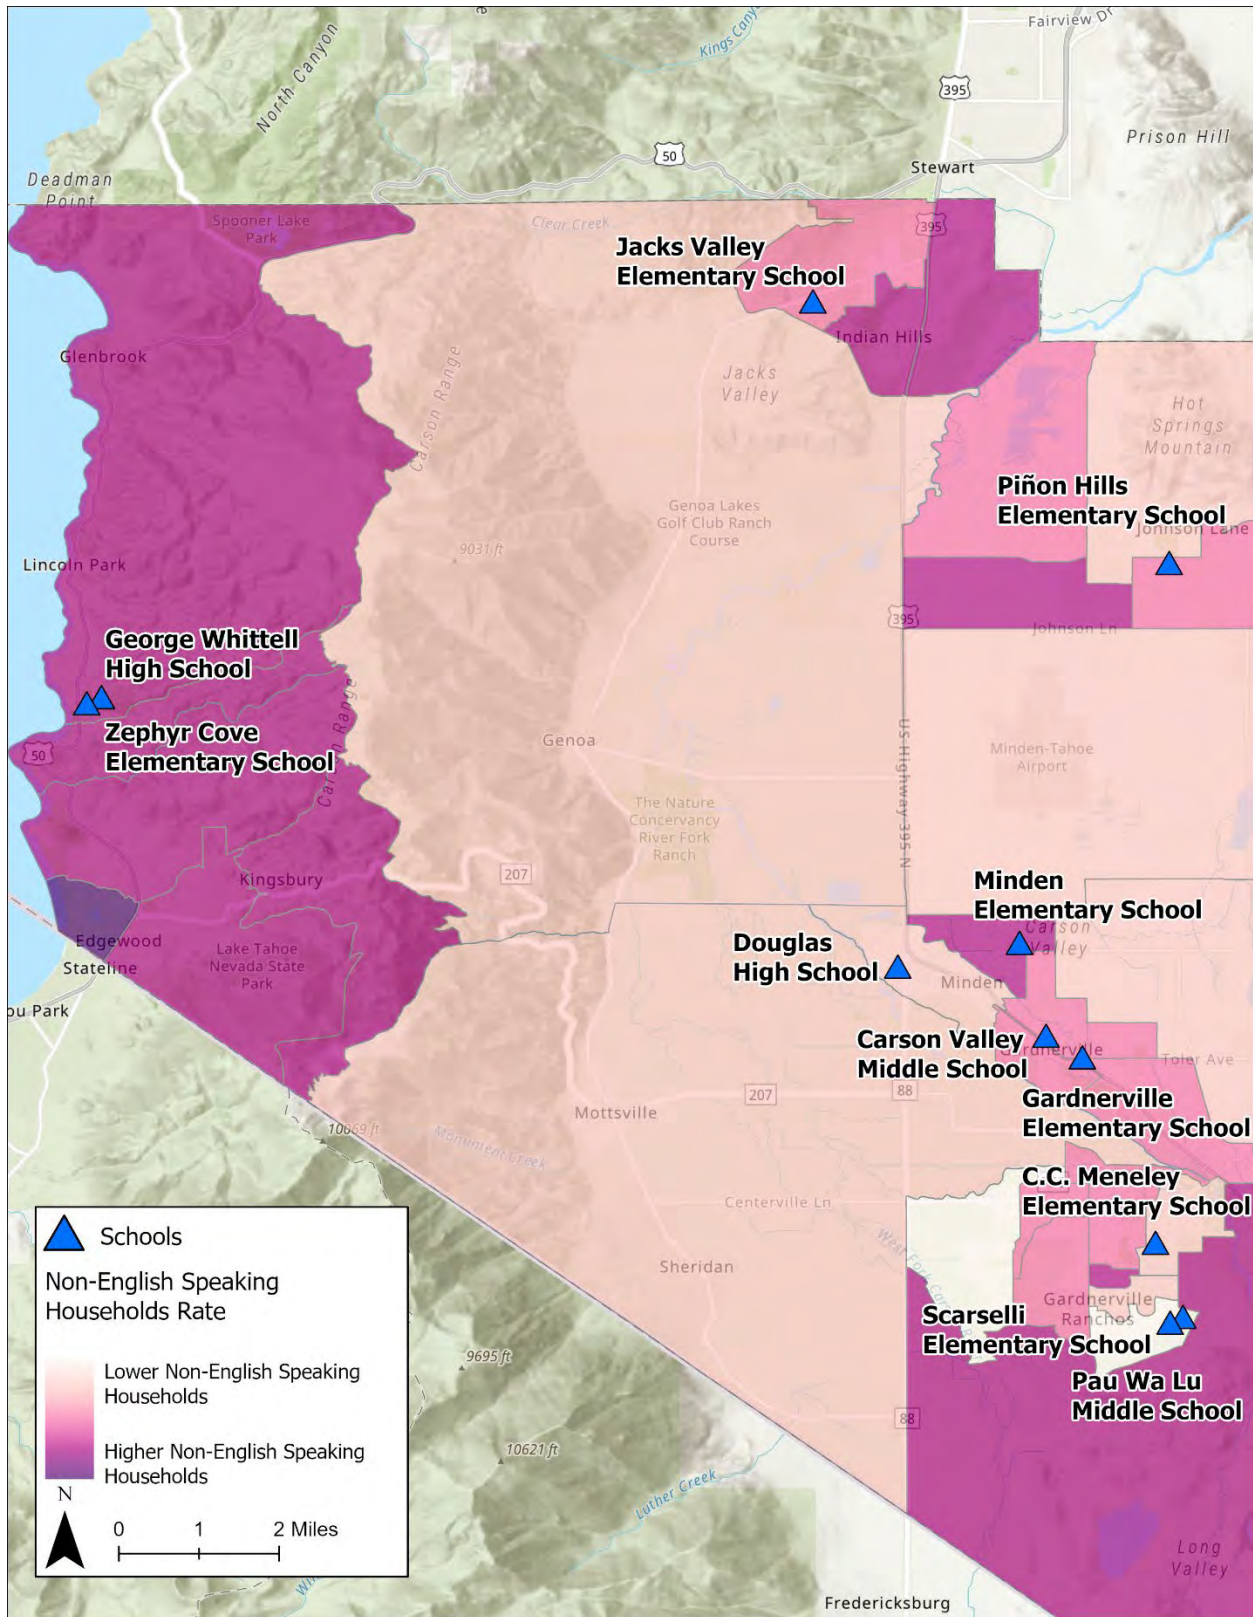 Fairview Dr
Kings Cany
North Canyon
395
Prison Hill
50
Stewart
Deadman
Point
Spooner Lake
Park
Clear Creek
395
Jacks Valley
Elementary School
Indian Hills
Glenbrook
Carson Range
Jacks
Valley
Hot
Springs
Mountain
Piñon Hills
Elementary School
Johnson Lane
Genoa Lakes
Golf Club Ranch
Course
9031 ft
Lincoln Park
395
Johnson Ln
George Whittell
High School
Zephyr Cove
Elementary School
50
Carson Range
Genoa
US Highway 395 N
Minden-Tahoe
Airport
The Nature
Conservancy
River Fork
Ranch
207
Kingsbury
Minden
Elementary School
Carson
Valley
Edgewood
Stateline
Lake Tahoe
Nevada State
Park
Douglas
High School
Minden
ou Park
Carson Valley
Middle School
Gardnerville
Toler Ave
Gardnerville
Elementary School
207
88
Mottsville
10069 ft
Monument Creek
C.C. Meneley
Elementary School
Centerville Ln
West Fork Carson R
Sheridan
Gardnerville
Ranchos
Scarselli
Elementary School
Pau Wa Lu
Middle School
88
9695 ft
10621 ft
Luther Creek
Long
Valley
Fredericksburg
Schools
Non-English Speaking
Households Rate
Lower Non-English Speaking
Households
Higher Non-English Speaking
Households
N
0 1 2 Miles